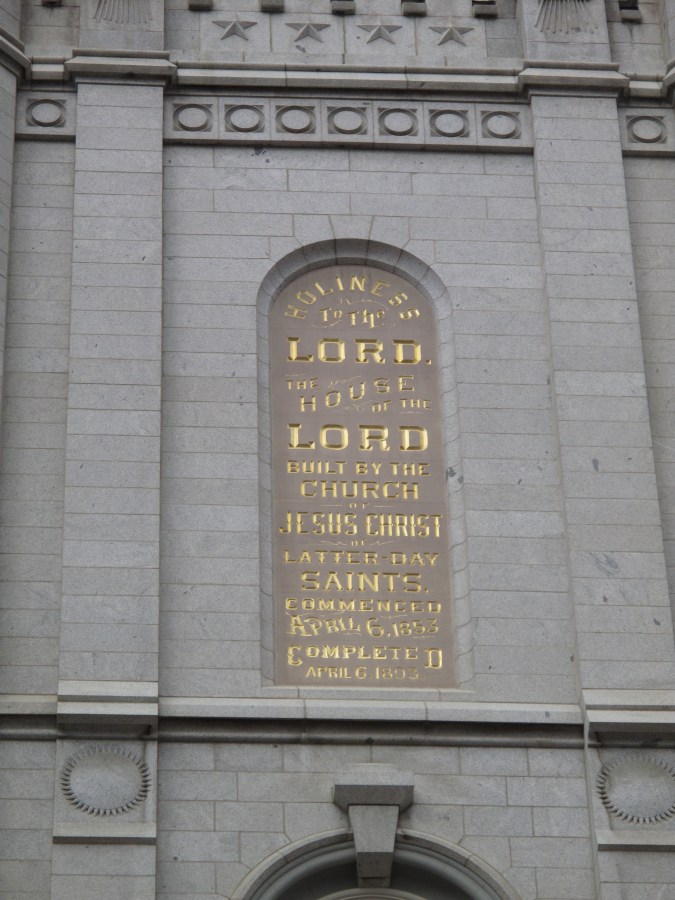 HOLINESS
To The
LORD.
THE HOUSE OF THE
LORD
BUILT BY THE
CHURCH
OF
JESUS CHRIST
OF
LATTER-DAY
SAINTS.
COMMENCED
APRIL 6, 1853
COMPLETED
APRIL 6 1893